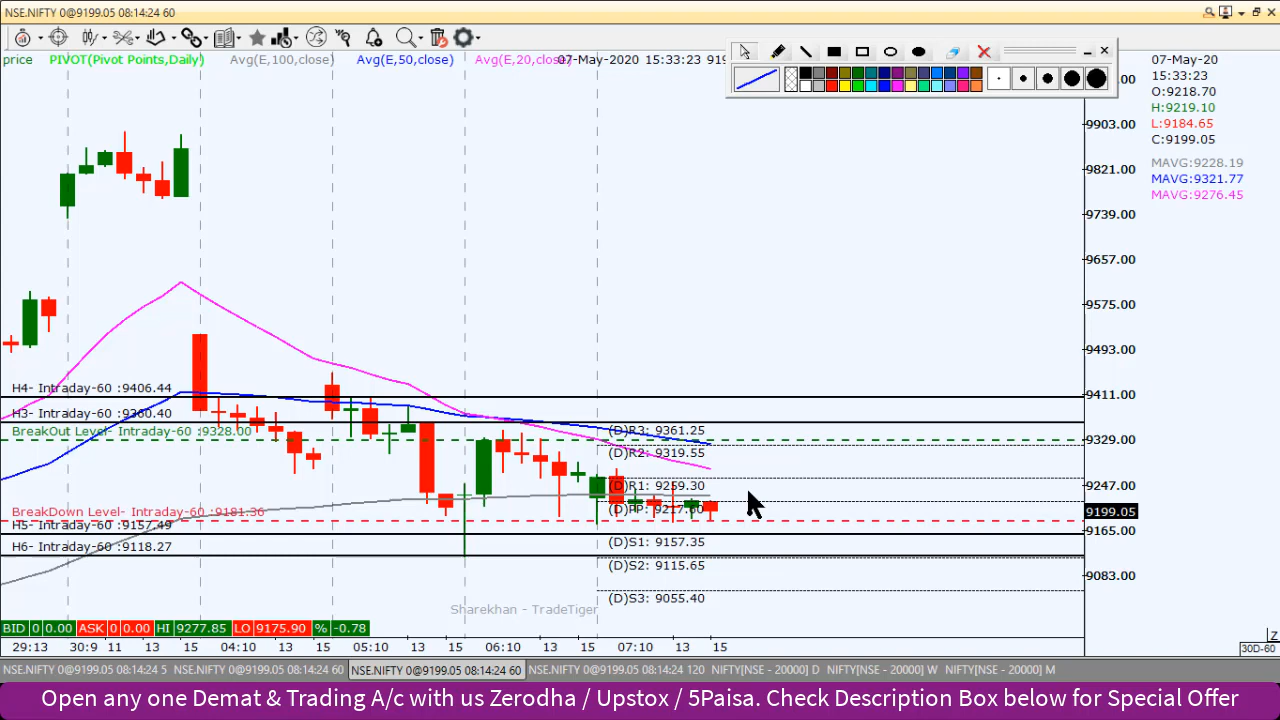 NSE.NIFTY 0@9199.05 08:14:24 60
price PIVOT(Pivot Points,Daily) Avg(E,100,close) Avg(E,50,close) Avg(E,20,close) 07-May-2020 15:33:23
07-May-20
15:33:23
O:9218.70
H:9219.10
L:9184.65
C:9199.05
MAVG:9228.19
MAVG:9321.77
MAVG:9276.45
9903.00
9821.00
9739.00
9657.00
9575.00
9493.00
9411.00
9329.00
9247.00
9199.05
9165.00
9083.00
H4- Intraday-60 :9406.44
H3- Intraday-60 :9360.40
BreakOut Level- Intraday-60 :9328.00
BreakDown Level- Intraday-60 :9181.36
H5- Intraday-60 :9157.49
H6- Intraday-60 :9118.27
(D)R3: 9361.25
(D)R2: 9319.55
(D)R1: 9259.30
(D)PP: 9217.60
(D)S1: 9157.35
(D)S2: 9115.65
(D)S3: 9055.40
Sharekhan - TradeTiger
BID 0 0.00 ASK 0 0.00 HI 9277.85 LO 9175.90 % -0.78
29:13 15 30:9 11 13 15 04:10 13 15 05:10 13 15 06:10 13 15 07:10 13 15
Z
30D-60
NSE.NIFTY 0@9199.05 08:14:24 5 NSE.NIFTY 0@9199.05 08:14:24 60 NSE.NIFTY 0@9199.05 08:14:24 60 NSE.NIFTY 0@9199.05 08:14:24 120 NIFTY[NSE - 20000] D NIFTY[NSE - 20000] W NIFTY[NSE - 20000] M
Open any one Demat & Trading A/c with us Zerodha / Upstox / 5Paisa. Check Description Box below for Special Offer